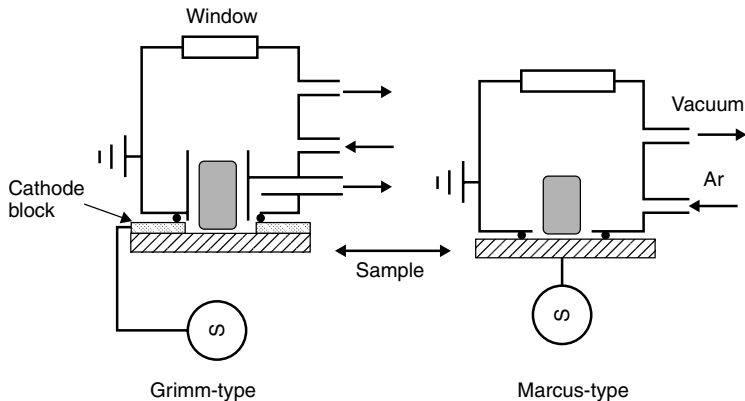 Window
Vacuum
Ar
Cathode
block
Sample
S
S
Grimm-type
Marcus-type